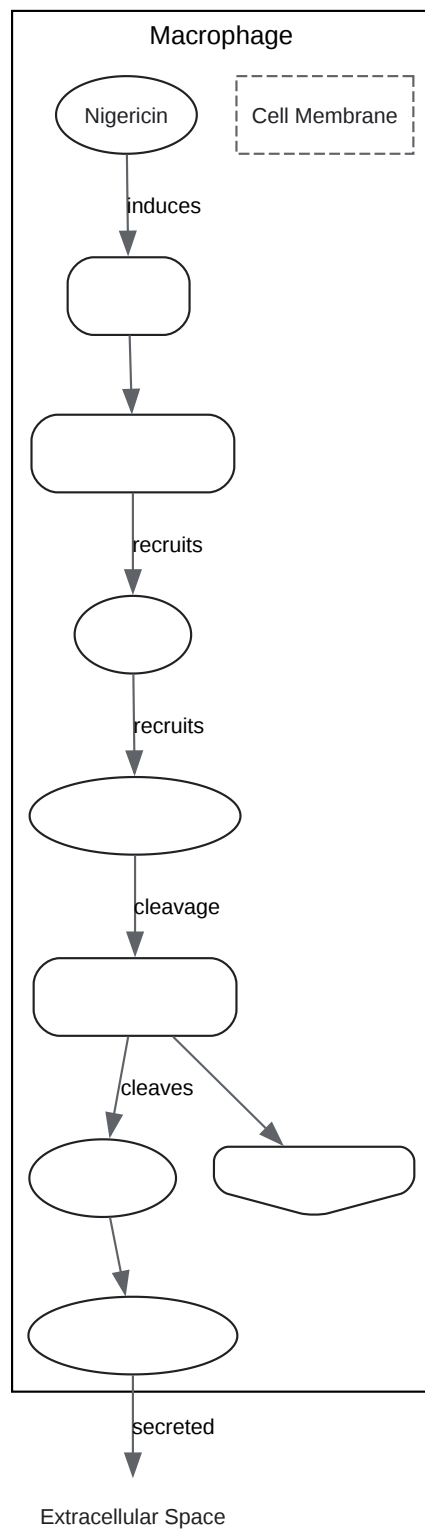 Macrophage
Nigericin
Cell Membrane
induces
recruits
recruits
cleavage
cleaves
secreted
Extracellular Space